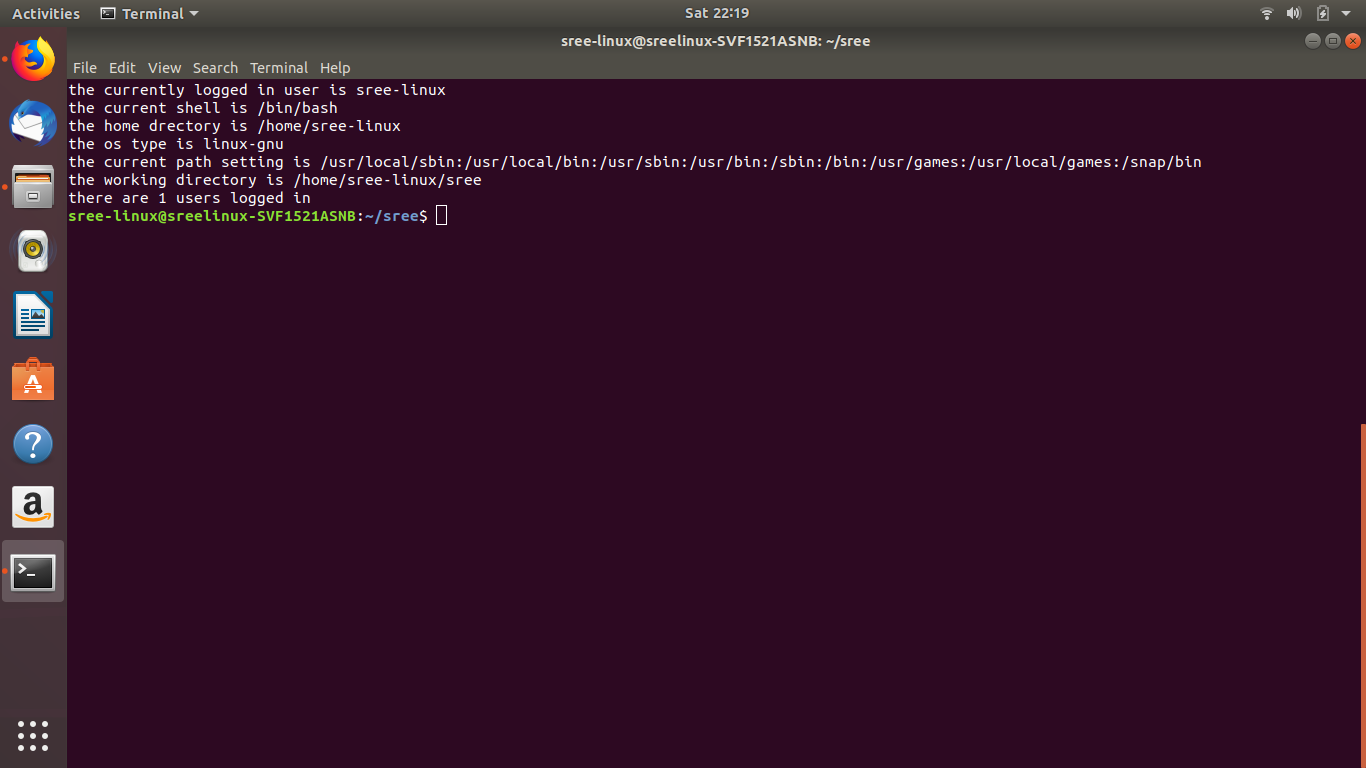 Activities Terminal Sat 22:19
sree-linux@sreelinux-SVF1521ASNB: ~/sree
File Edit View Search Terminal Help
the currently logged in user is sree-linux
the current shell is /bin/bash
the home drectory is /home/sree-linux
the os type is linux-gnu
the current path setting is /usr/local/sbin:/usr/local/bin:/usr/sbin:/usr/bin:/sbin:/bin:/usr/games:/usr/local/games:/snap/bin
the working directory is /home/sree-linux/sree
there are 1 users logged in
sree-linux@sreelinux-SVF1521ASNB:~/sree$